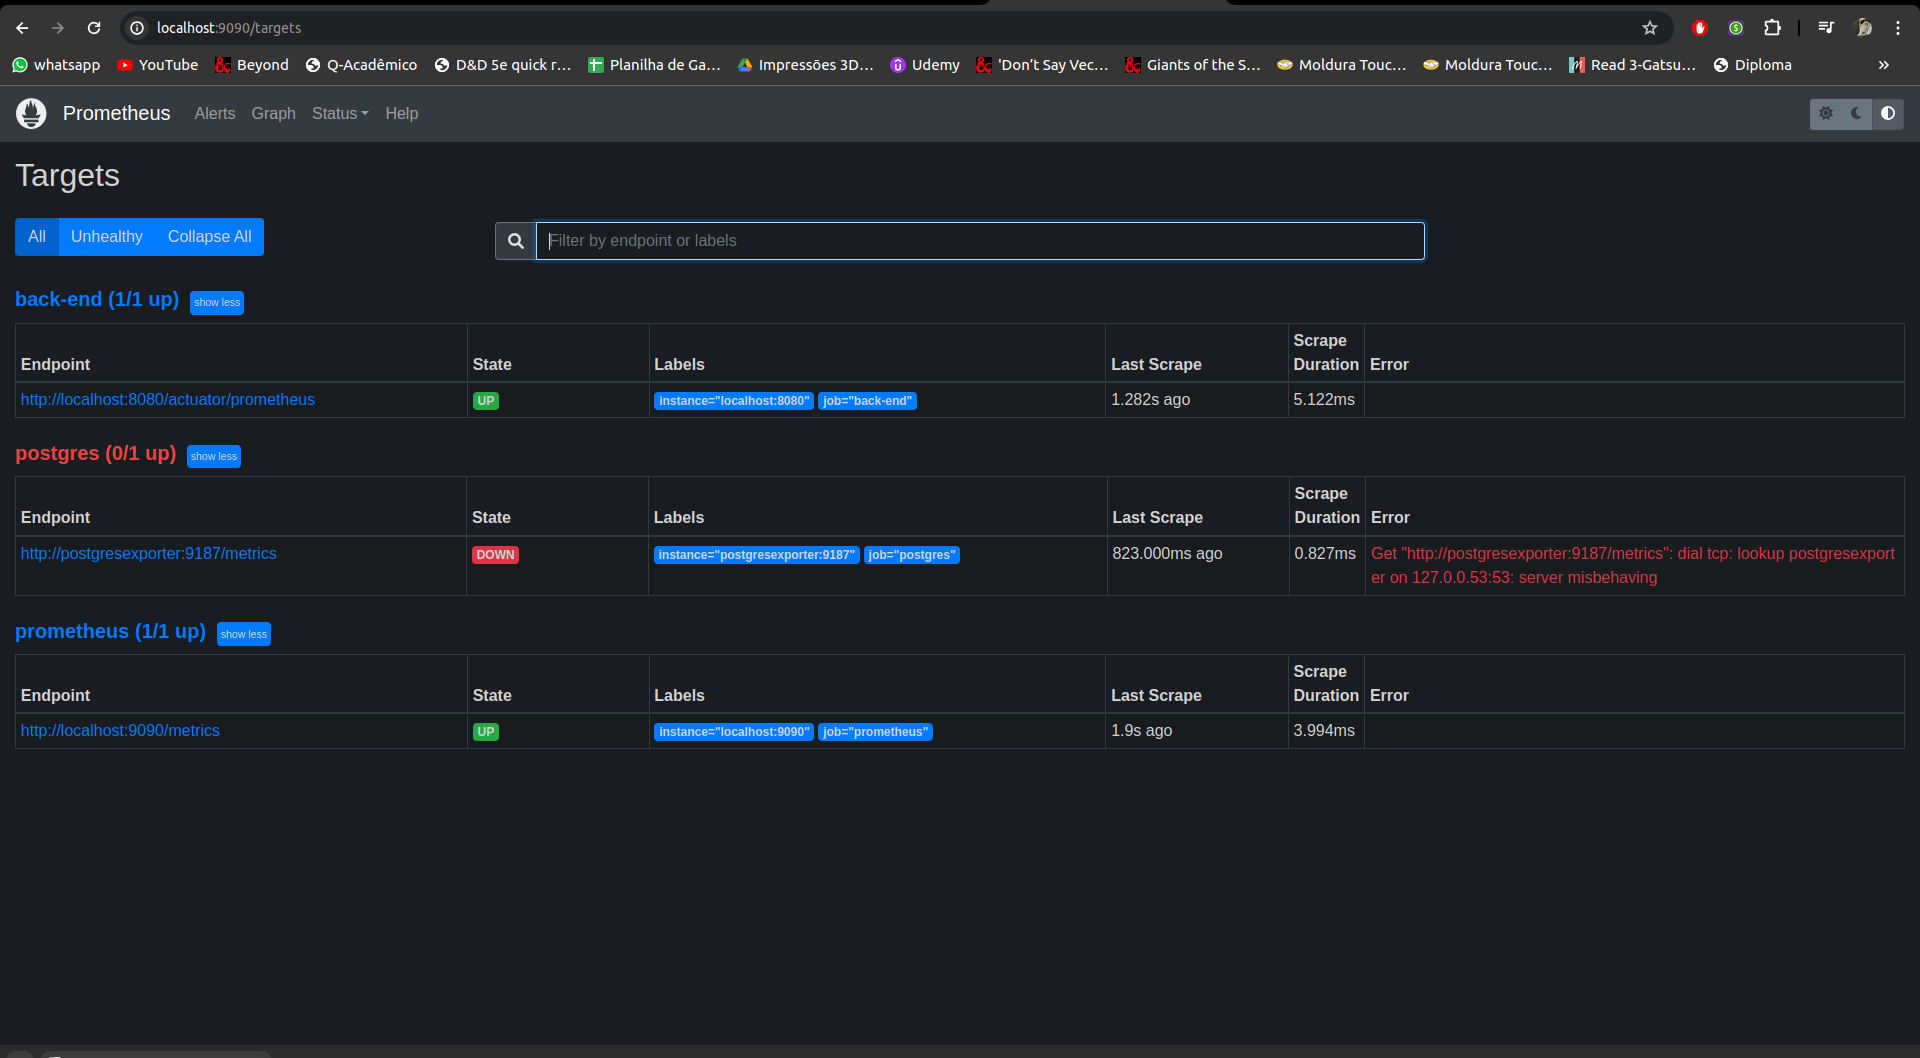 localhost:9090/targets
whatsapp YouTube Beyond Q-Acadêmico D&D 5e quick r... Planilha de Ga... Impressões 3D... Udemy 'Don't Say Vec... Giants of the S... Moldura Touc... Moldura Touc... Read 3-Gatsu... Diploma »
Prometheus Alerts Graph Status Help
Targets
All Unhealthy Collapse All
Filter by endpoint or labels
back-end (1/1 up) show less
Endpoint State Labels Last Scrape Scrape Duration Error
http://localhost:8080/actuator/prometheus UP instance="localhost:8080" job="back-end" 1.282s ago 5.122ms
postgres (0/1 up) show less
Endpoint State Labels Last Scrape Scrape Duration Error
http://postgresexporter:9187/metrics DOWN instance="postgresexporter:9187" job="postgres" 823.000ms ago 0.827ms Get "http://postgresexporter:9187/metrics": dial tcp: lookup postgresexport
er on 127.0.0.53:53: server misbehaving
prometheus (1/1 up) show less
Endpoint State Labels Last Scrape Scrape Duration Error
http://localhost:9090/metrics UP instance="localhost:9090" job="prometheus" 1.9s ago 3.994ms